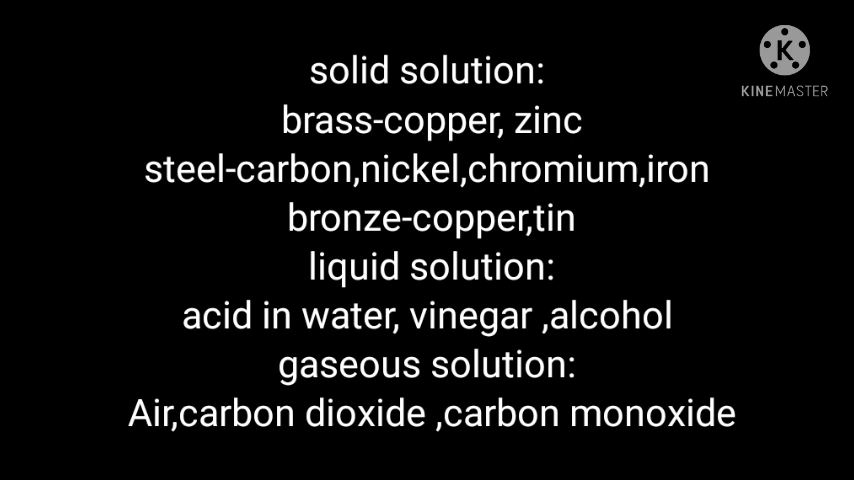 solid solution:
brass-copper, zinc
steel-carbon,nickel,chromium,iron
bronze-copper,tin
liquid solution:
acid in water, vinegar ,alcohol
gaseous solution:
Air,carbon dioxide ,carbon monoxide
K
KINEMASTER